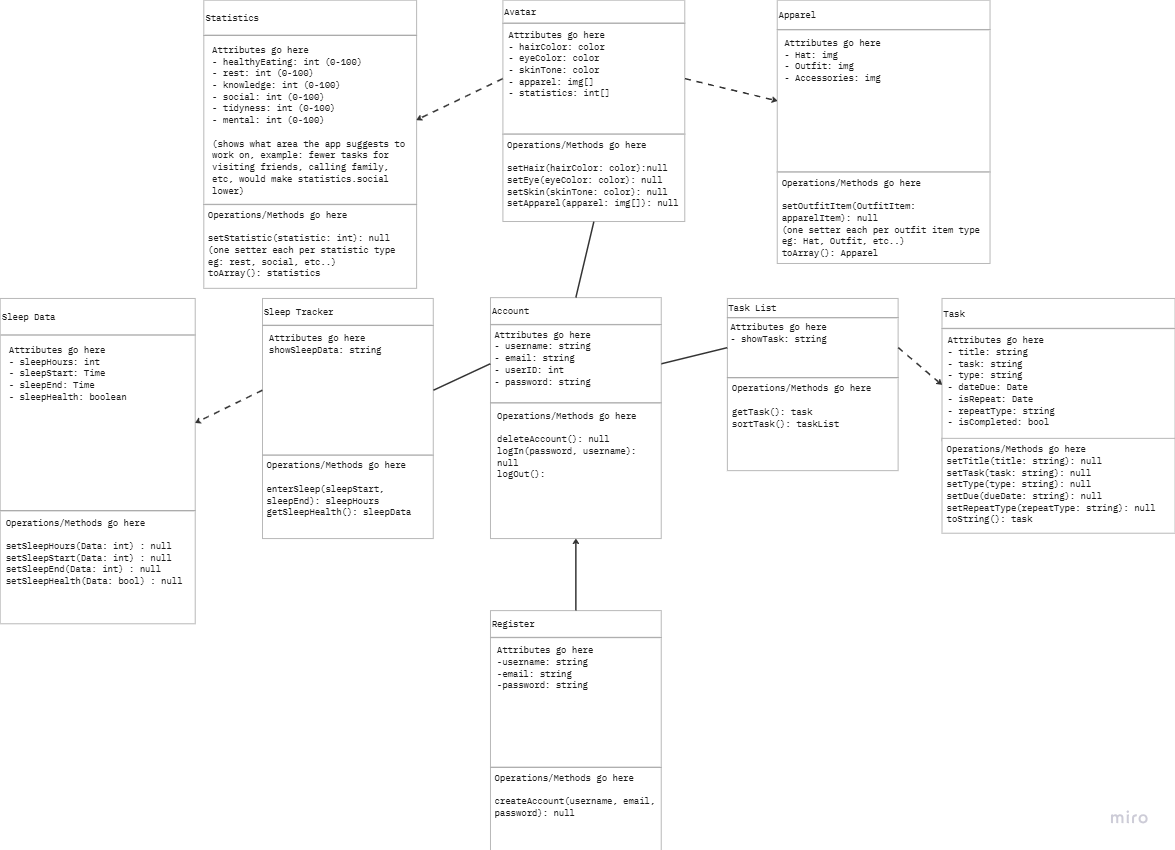 Statistics
Attributes go here
- healthyEating: int (0-100)
- rest: int (0-100)
- knowledge: int (0-100)
- social: int (0-100)
- tidyness: int (0-100)
- mental: int (0-100)
(shows what area the app suggests to
work on, example: fewer tasks for
visiting friends, calling family,
etc, would make statistics.social
lower)
Operations/Methods go here
setStatistic(statistic: int): null
(one setter each per statistic type
eg: rest, social, etc..)
toArray(): statistics
Avatar
Attributes go here
- hairColor: color
- eyeColor: color
- skinTone: color
- apparel: img[]
- statistics: int[]
Operations/Methods go here
setHair(hairColor: color):null
setEye(eyeColor: color): null
setSkin(skinTone: color): null
setApparel(apparel: img[]): null
Apparel
Attributes go here
- Hat: img
- Outfit: img
- Accessories: img
Operations/Methods go here
setOutfitItem(OutfitItem:
apparelItem): null
(one setter each per outfit item type
eg: Hat, Outfit, etc..)
toArray(): Apparel
Sleep Data
Attributes go here
- sleepHours: int
- sleepStart: Time
- sleepEnd: Time
- sleepHealth: boolean
Operations/Methods go here
setSleepHours(Data: int) : null
setSleepStart(Data: int) : null
setSleepEnd(Data: int) : null
setSleepHealth(Data: bool) : null
Sleep Tracker
Attributes go here
showSleepData: string
Operations/Methods go here
enterSleep(sleepStart,
sleepEnd): sleepHours
getSleepHealth(): sleepData
Account
Attributes go here
- username: string
- email: string
- userID: int
- password: string
Operations/Methods go here
deleteAccount(): null
logIn(password, username):
null
logOut():
Task List
Attributes go here
- showTask: string
Operations/Methods go here
getTask(): task
sortTask(): taskList
Task
Attributes go here
- title: string
- task: string
- type: string
- dateDue: Date
- isRepeat: Date
- repeatType: string
- isCompleted: bool
Operations/Methods go here
setTitle(title: string): null
setTask(task: string): null
setType(type: string): null
setDue(dueDate: string): null
setRepeatType(repeatType: string): null
toString(): task
Register
Attributes go here
-username: string
-email: string
-password: string
Operations/Methods go here
createAccount(username, email,
password): null
miro